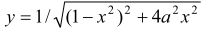 y = 1/√((1−x²)² + 4a²x²)